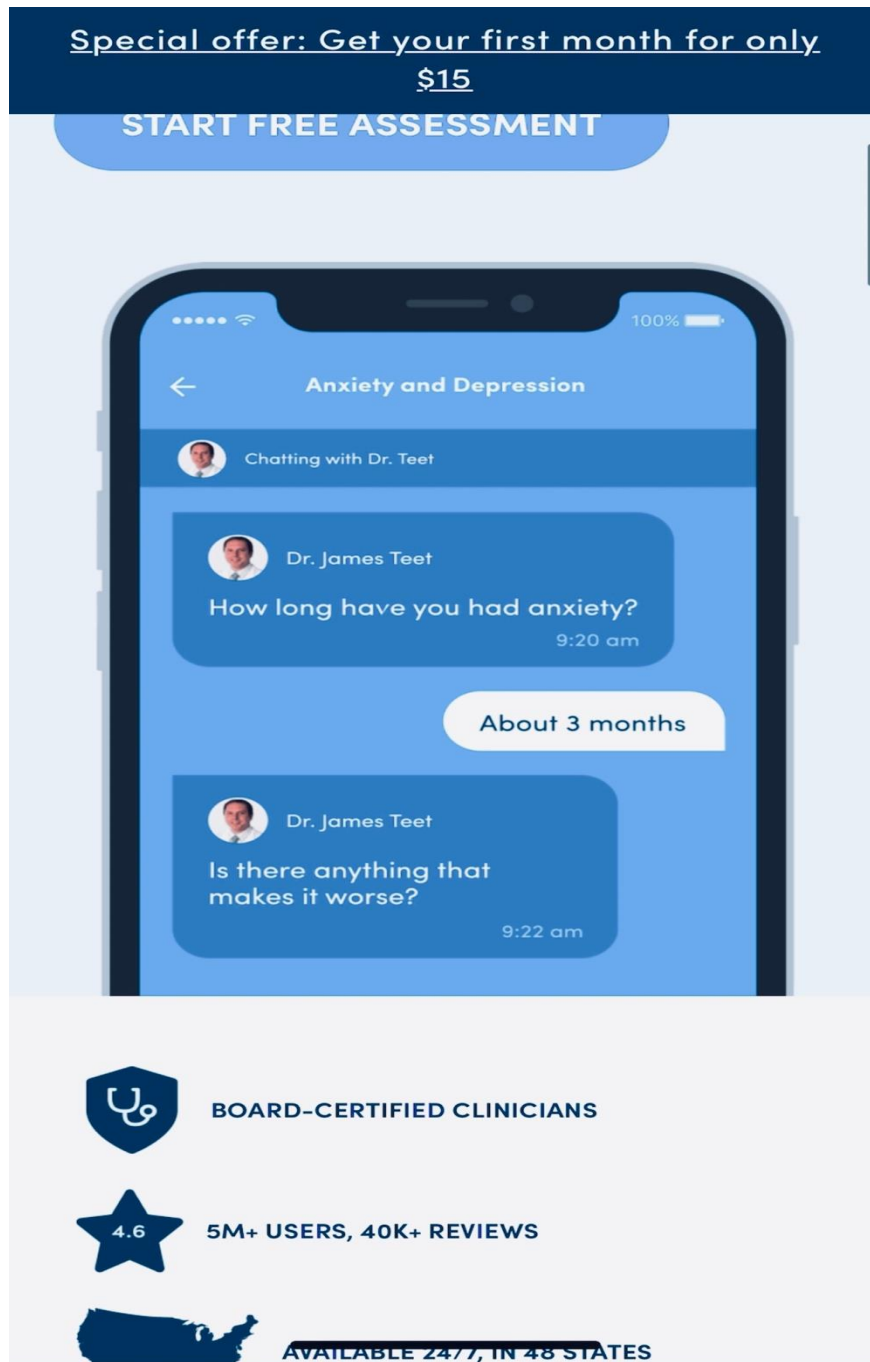 Special offer: Get your first month for only
$15
START FREE ASSESSMENT
100%
Anxiety and Depression
Chatting with Dr. Teet
Dr. James Teet
How long have you had anxiety?
9:20 am
About 3 months
Dr. James Teet
Is there anything that
makes it worse?
9:22 am
BOARD-CERTIFIED CLINICIANS
4.6
5M+ USERS, 40K+ REVIEWS
AVAILABLE 24/7, IN 48 STATES